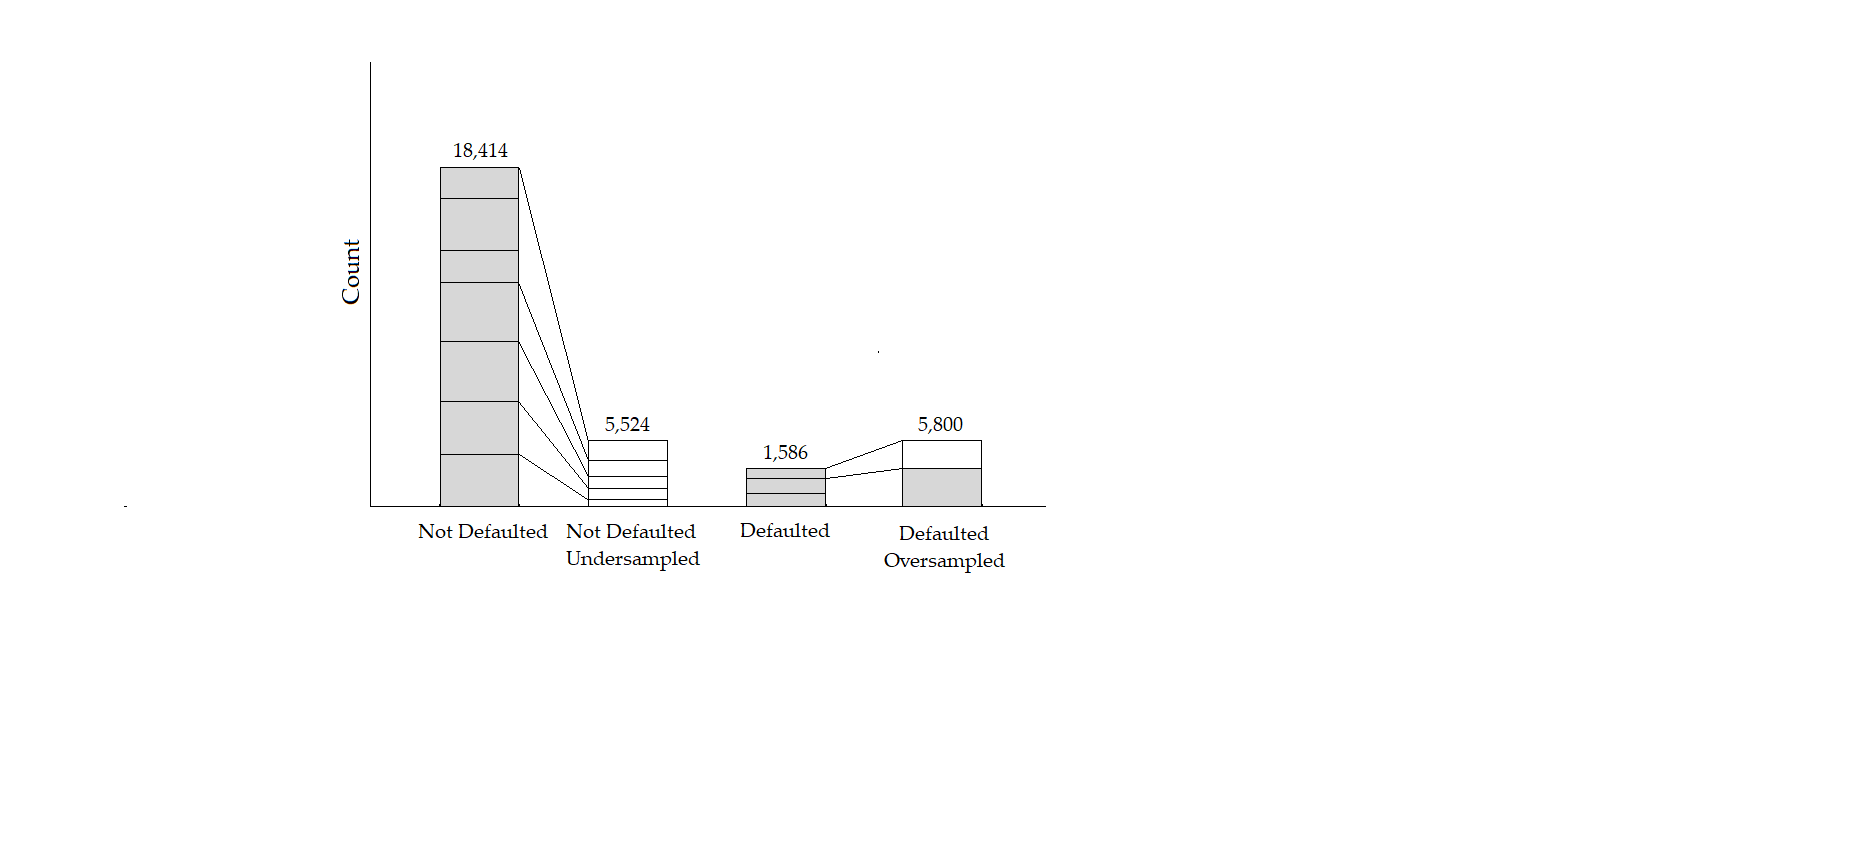 18,414
Count
5,524
5,800
1,586
Not Defaulted
Not Defaulted
Undersampled
Defaulted
Defaulted
Oversampled